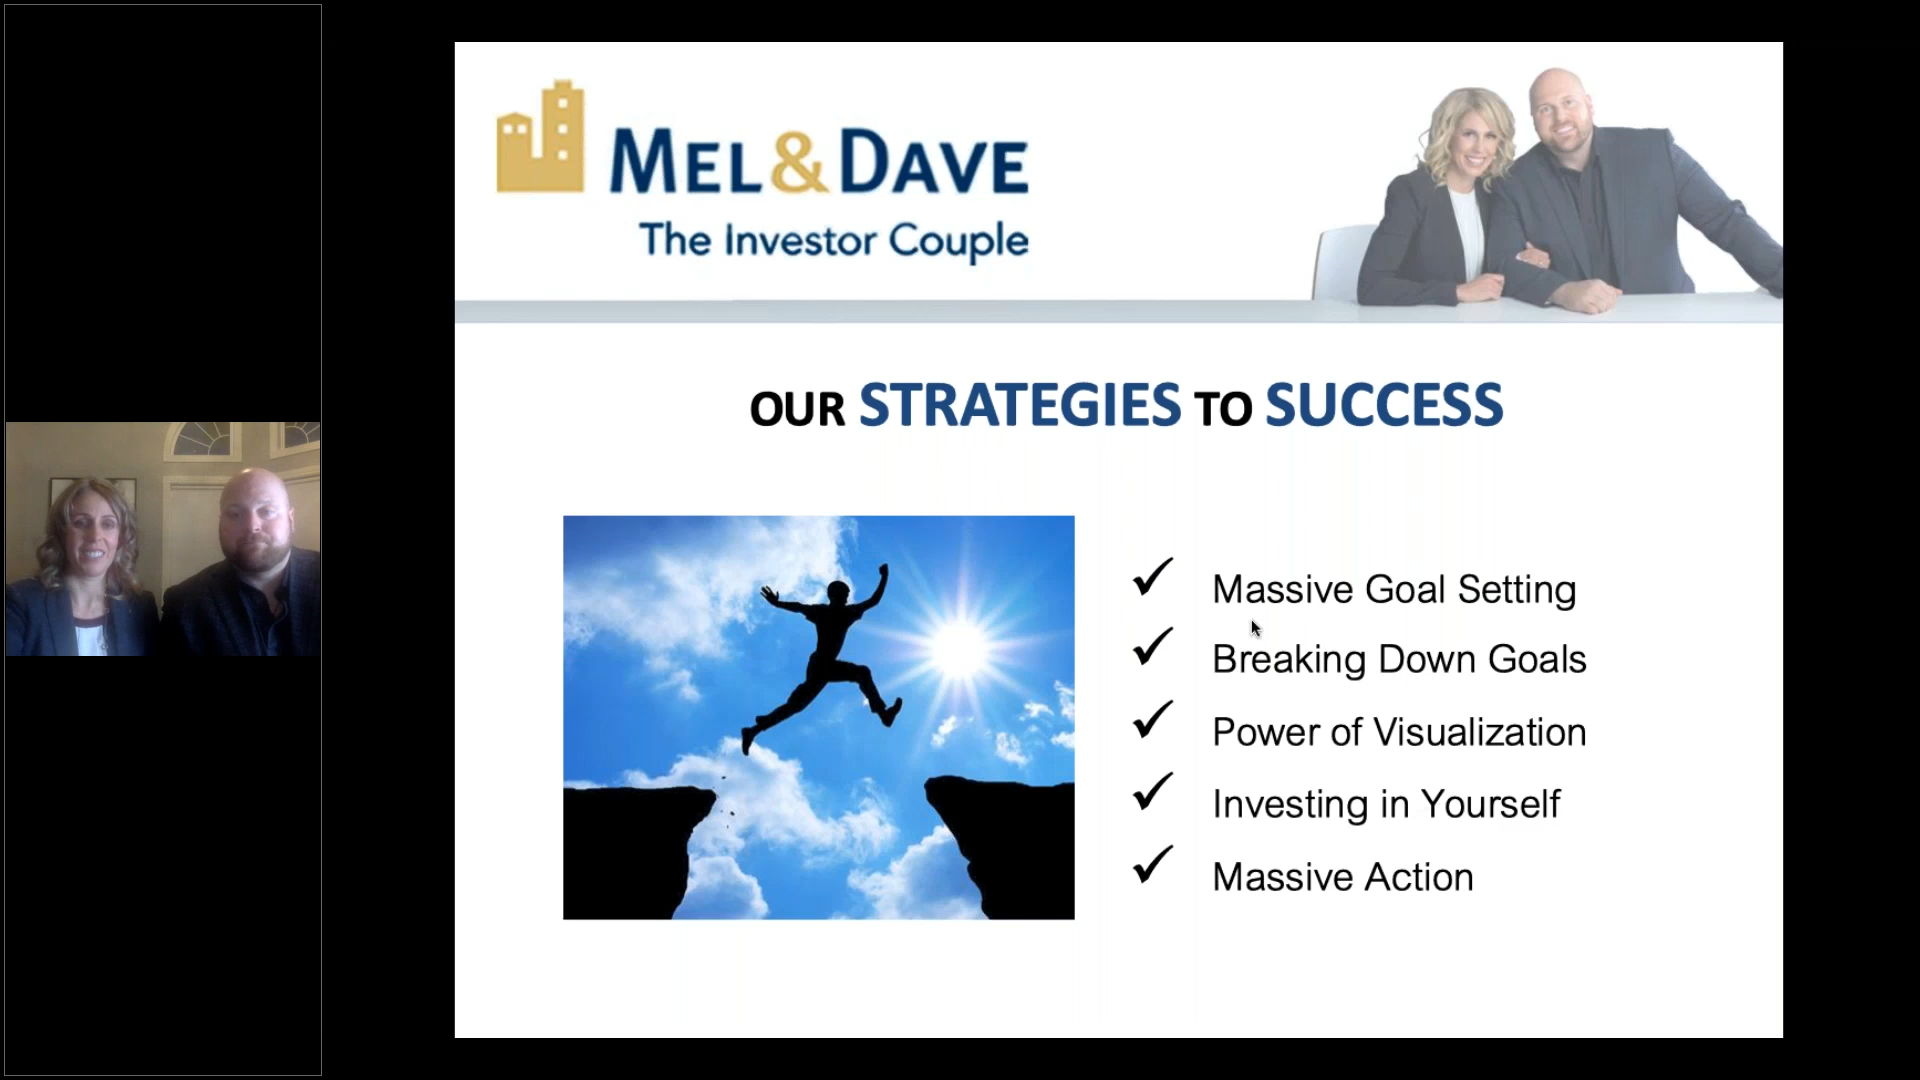 MEL & DAVE
The Investor Couple
OUR STRATEGIES TO SUCCESS
✓ Massive Goal Setting
✓ Breaking Down Goals
✓ Power of Visualization
✓ Investing in Yourself
✓ Massive Action